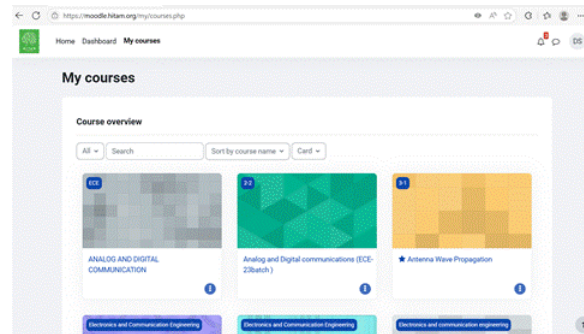 https://moodle.hitam.org/my/courses.php
Home Dashboard My courses
DS
My courses
Course overview
All Search Sort by course name Card
ECE
ANALOG AND DIGITAL
COMMUNICATION
3-2
Analog and Digital communications (ECE-
23batch )
3-1
Antenna Wave Propagation
Electronics and Communication Engineering
Electronics and Communication Engineering
Electronics and communication engineering